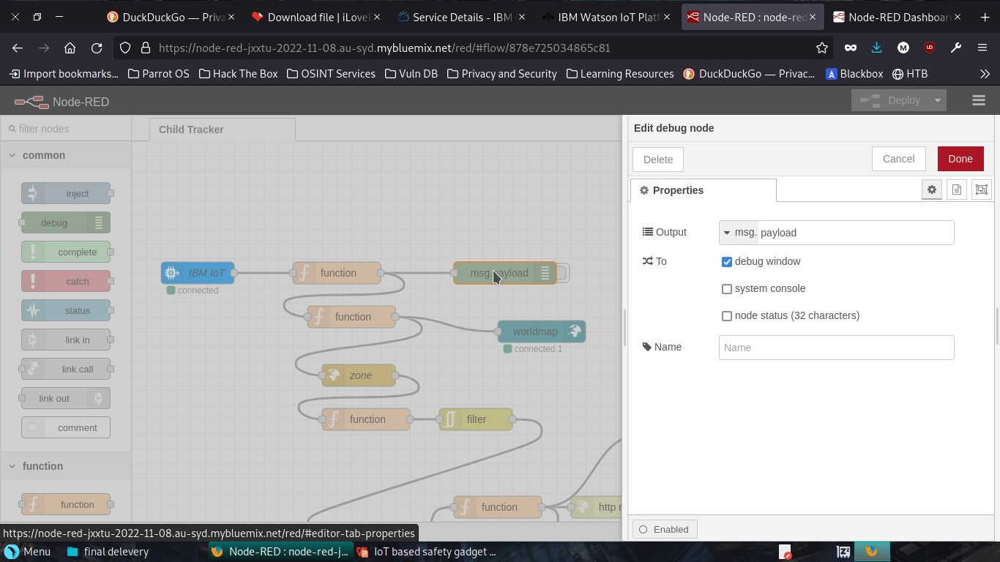 DuckDuckGo — Priva
Download file | iLoveP
Service Details - IBM
IBM Watson IoT Platf
Node-RED : node-red
Node-RED Dashboar
https://node-red-jxxtu-2022-11-08.au-syd.mybluemix.net/red/#flow/878e725034865c81
Import bookmarks...
Parrot OS
Hack The Box
OSINT Services
Vuln DB
Privacy and Security
Learning Resources
DuckDuckGo — Privac...
Blackbox
HTB
Node-RED
Deploy
filter nodes
Child Tracker
common
inject
debug
complete
catch
status
link in
link call
link out
comment
function
function
IBM IoT
connected
function
msg.payload
function
worldmap
connected 1
zone
function
filter
function
http r
Edit debug node
Delete
Cancel
Done
Properties
Output
msg. payload
To
debug window
system console
node status (32 characters)
Name
Name
Enabled
https://node-red-jxxtu-2022-11-08.au-syd.mybluemix.net/red/#editor-tab-properties
Menu
final delevery
Node-RED : node-red-j...
IoT based safety gadget ...